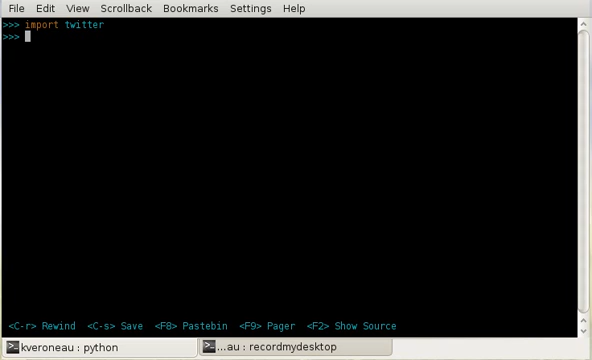 File Edit View Scrollback Bookmarks Settings Help
>>> import twitter
>>>
<C-r> Rewind <C-s> Save <F8> Pastebin <F9> Pager <F2> Show Source
kveroneau : python ...au : recordmydesktop